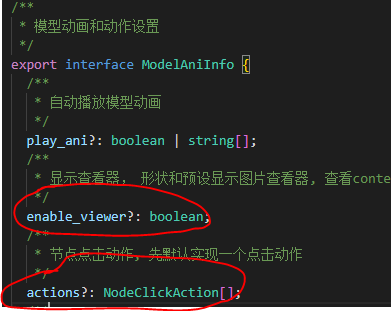 /**
 * 模型动画和动作设置
 */
export interface ModelAniInfo {
  /**
   * 自动播放模型动画
   */
  play_ani?: boolean | string[];
  /**
   * 显示查看器， 形状和预设显示图片查看器, 查看conte
   */
  enable_viewer?: boolean;
  /**
   * 节点点击动作, 先默认实现一个点击动作
   */
  actions?: NodeClickAction[];